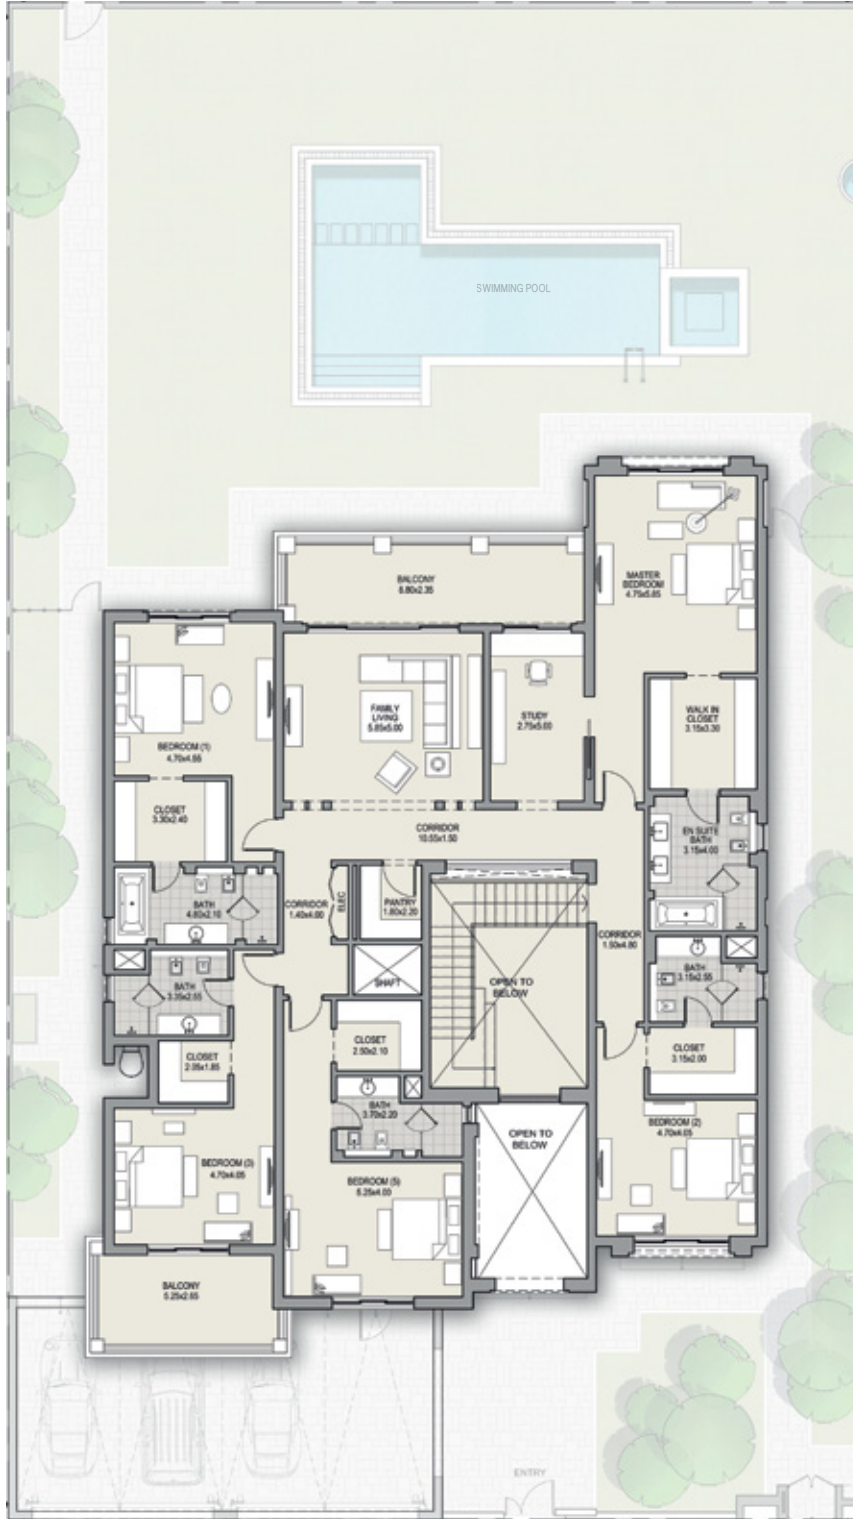 SWIMMING POOL
BALCONY
8.80x2.35
MASTER
BEDROOM
4.75x5.85
FAMILY
LIVING
5.85x5.00
STUDY
2.75x5.00
WALK IN
CLOSET
3.15x3.30
BEDROOM (1)
4.70x4.55
CLOSET
3.30x2.40
CORRIDOR
10.55x1.50
EN SUITE
BATH
3.15x4.00
BATH
4.80x2.10
CORRIDOR
1.40x4.00
ELEC
PANTRY
1.80x2.20
CORRIDOR
1.50x4.80
BATH
3.35x2.55
SHAFT
OPEN TO
BELOW
BATH
3.15x2.55
CLOSET
2.05x1.85
CLOSET
2.50x2.10
CLOSET
3.15x2.00
BATH
3.70x2.20
BEDROOM (2)
4.70x4.05
OPEN TO
BELOW
BEDROOM (3)
4.70x4.05
BEDROOM (5)
5.25x4.00
BALCONY
5.25x2.65
ENTRY